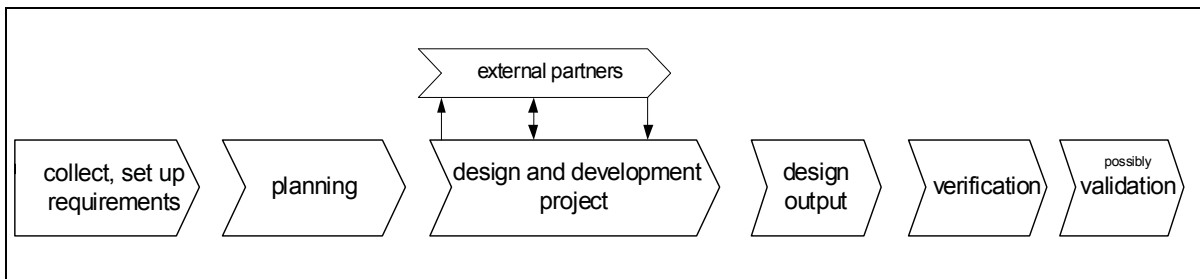 external partners
collect, set up
requirements
planning
design and development
project
design
output
verification
possibly
validation